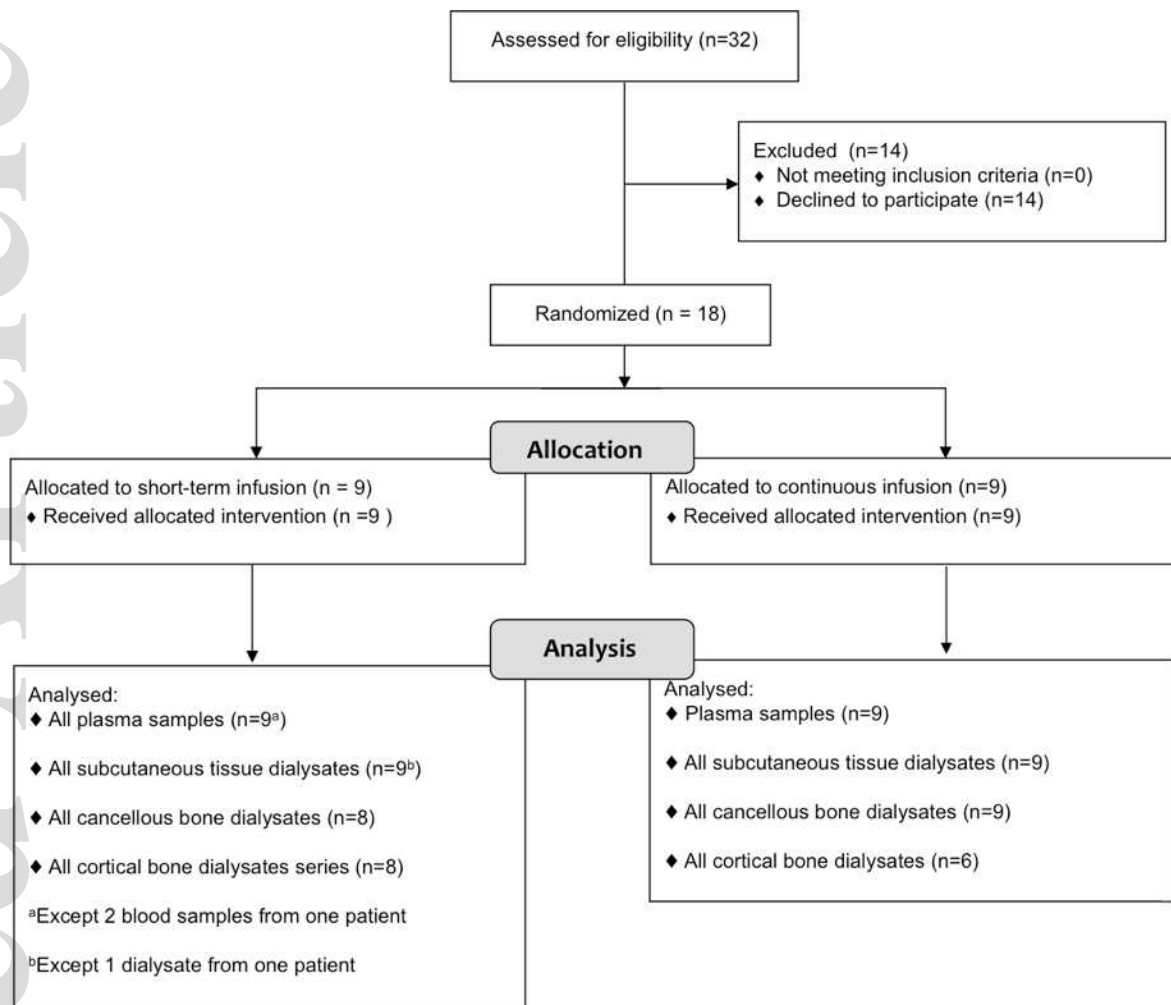 Assessed for eligibility (n=32)
Excluded  (n=14)
♦ Not meeting inclusion criteria (n=0)
♦ Declined to participate (n=14)
Randomized (n = 18)
Allocation
Allocated to short-term infusion (n = 9)
♦ Received allocated intervention (n =9 )
Allocated to continuous infusion (n=9)
♦ Received allocated intervention (n=9)
Analysis
Analysed:
♦ All plasma samples (n=9ᵃ)
♦ All subcutaneous tissue dialysates (n=9ᵇ)
♦ All cancellous bone dialysates (n=8)
♦ All cortical bone dialysates series (n=8)
ᵃExcept 2 blood samples from one patient
ᵇExcept 1 dialysate from one patient
Analysed:
♦ Plasma samples (n=9)
♦ All subcutaneous tissue dialysates (n=9)
♦ All cancellous bone dialysates (n=9)
♦ All cortical bone dialysates (n=6)